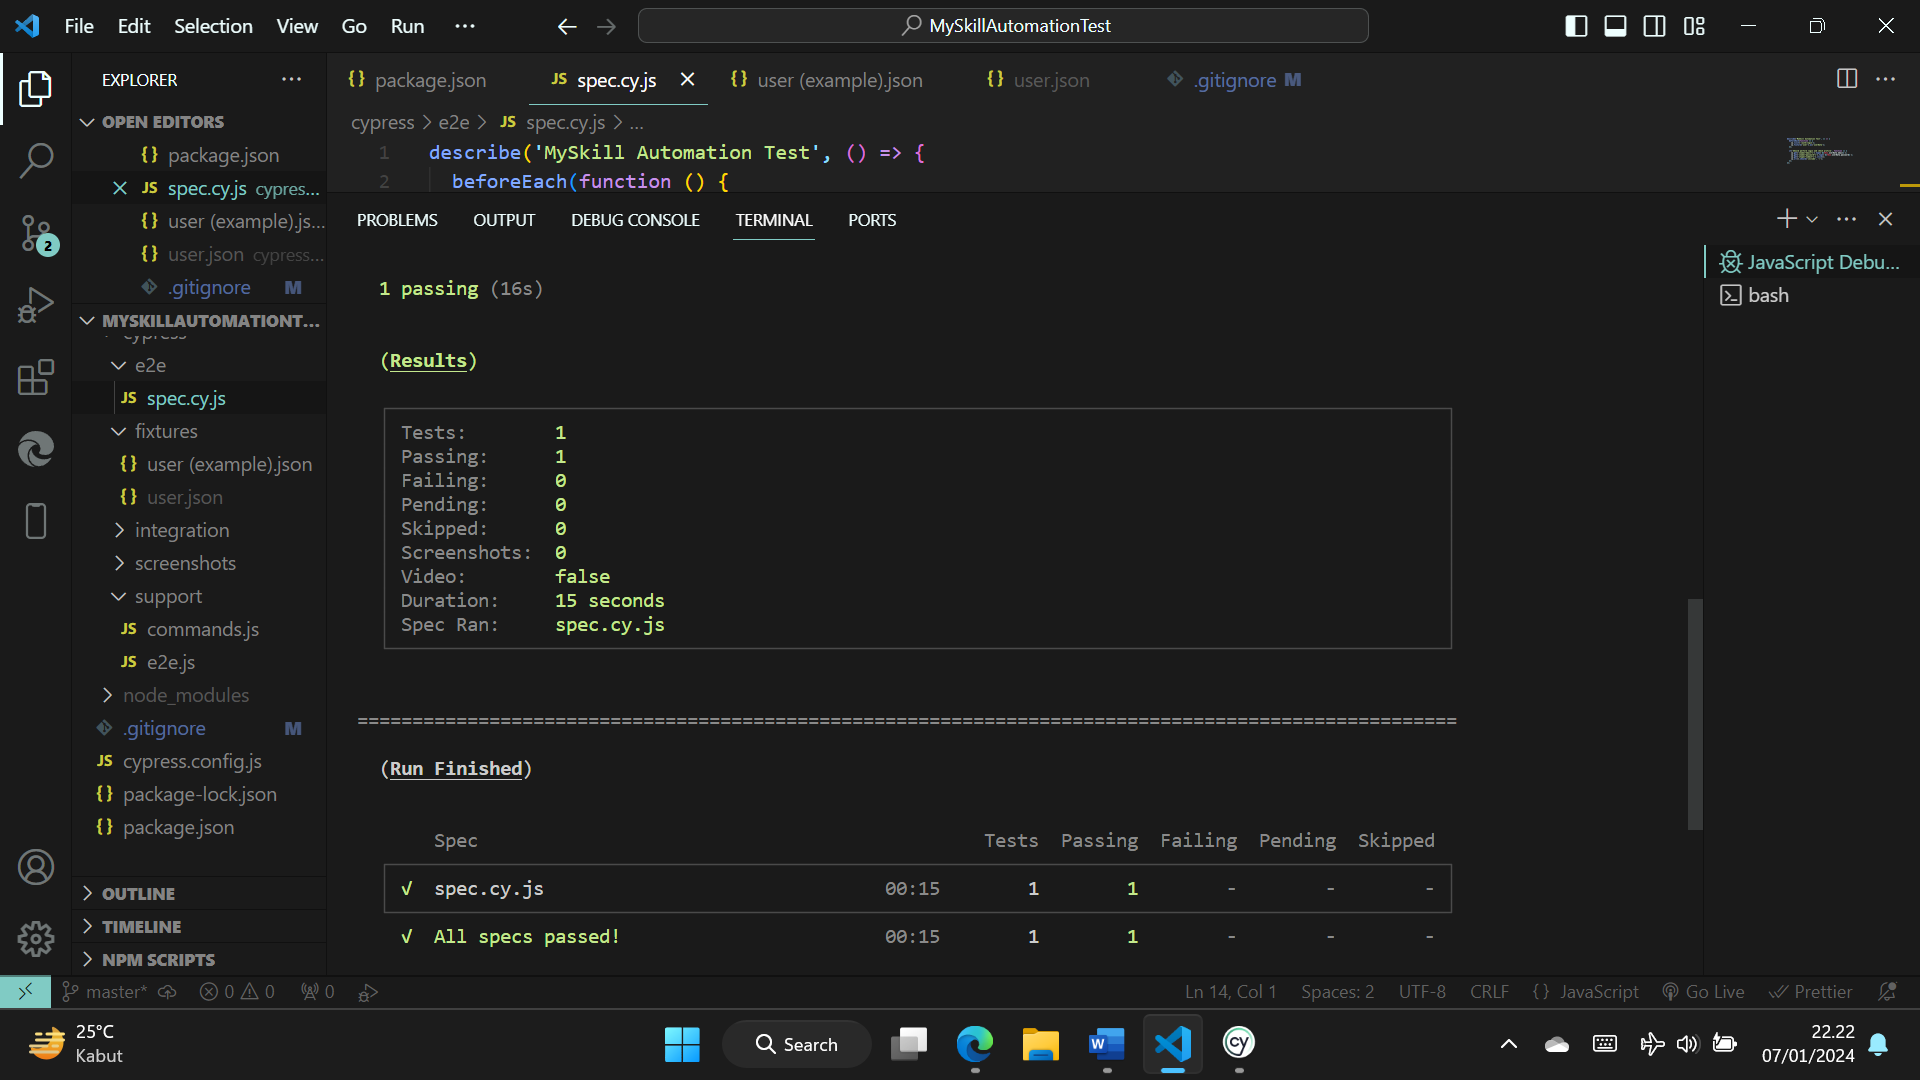 File Edit Selection View Go Run ···
MySkillAutomationTest
EXPLORER
OPEN EDITORS
package.json
spec.cy.js cypres...
user (example).js...
user.json cypress...
.gitignore M
MYSKILLAUTOMATIONT...
cypress
e2e
spec.cy.js
fixtures
user (example).json
user.json
integration
screenshots
support
commands.js
e2e.js
node_modules
.gitignore M
cypress.config.js
package-lock.json
package.json
OUTLINE
TIMELINE
NPM SCRIPTS
package.json
spec.cy.js
user (example).json
user.json
.gitignore M
cypress > e2e > JS spec.cy.js > ...
1 describe('MySkill Automation Test', () => {
2 beforeEach(function () {
PROBLEMS OUTPUT DEBUG CONSOLE TERMINAL PORTS
JavaScript Debu...
bash
1 passing (16s)
(Results)
Tests: 1
Passing: 1
Failing: 0
Pending: 0
Skipped: 0
Screenshots: 0
Video: false
Duration: 15 seconds
Spec Ran: spec.cy.js
====================================================================================================
(Run Finished)
Spec Tests Passing Failing Pending Skipped
√ spec.cy.js 00:15 1 1 - - -
√ All specs passed! 00:15 1 1 - - -
master* 0 0 0
Ln 14, Col 1 Spaces: 2 UTF-8 CRLF {} JavaScript Go Live Prettier
25°C
Kabut
Search
22.22
07/01/2024